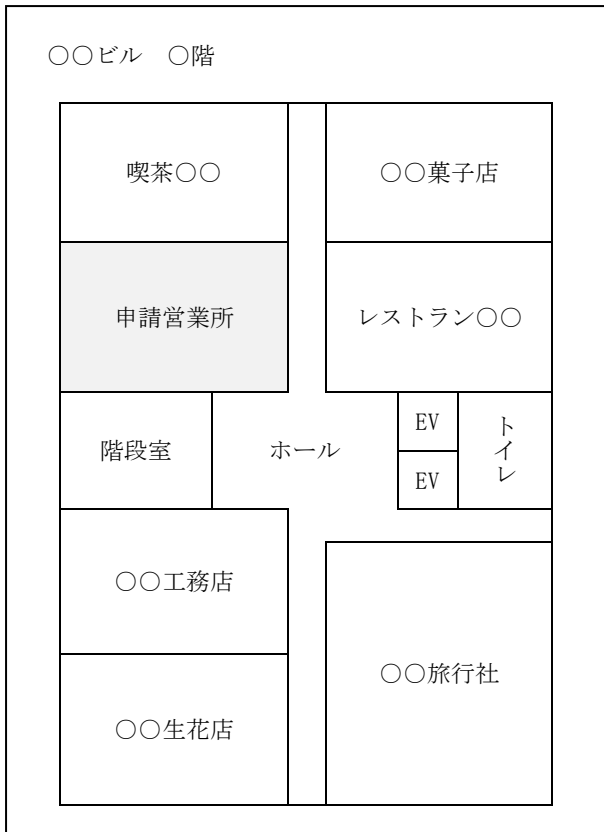 ○○ビル　○階
喫茶○○
○○菓子店
申請営業所
レストラン○○
階段室
ホール
EV
EV
トイレ
○○工務店
○○旅行社
○○生花店